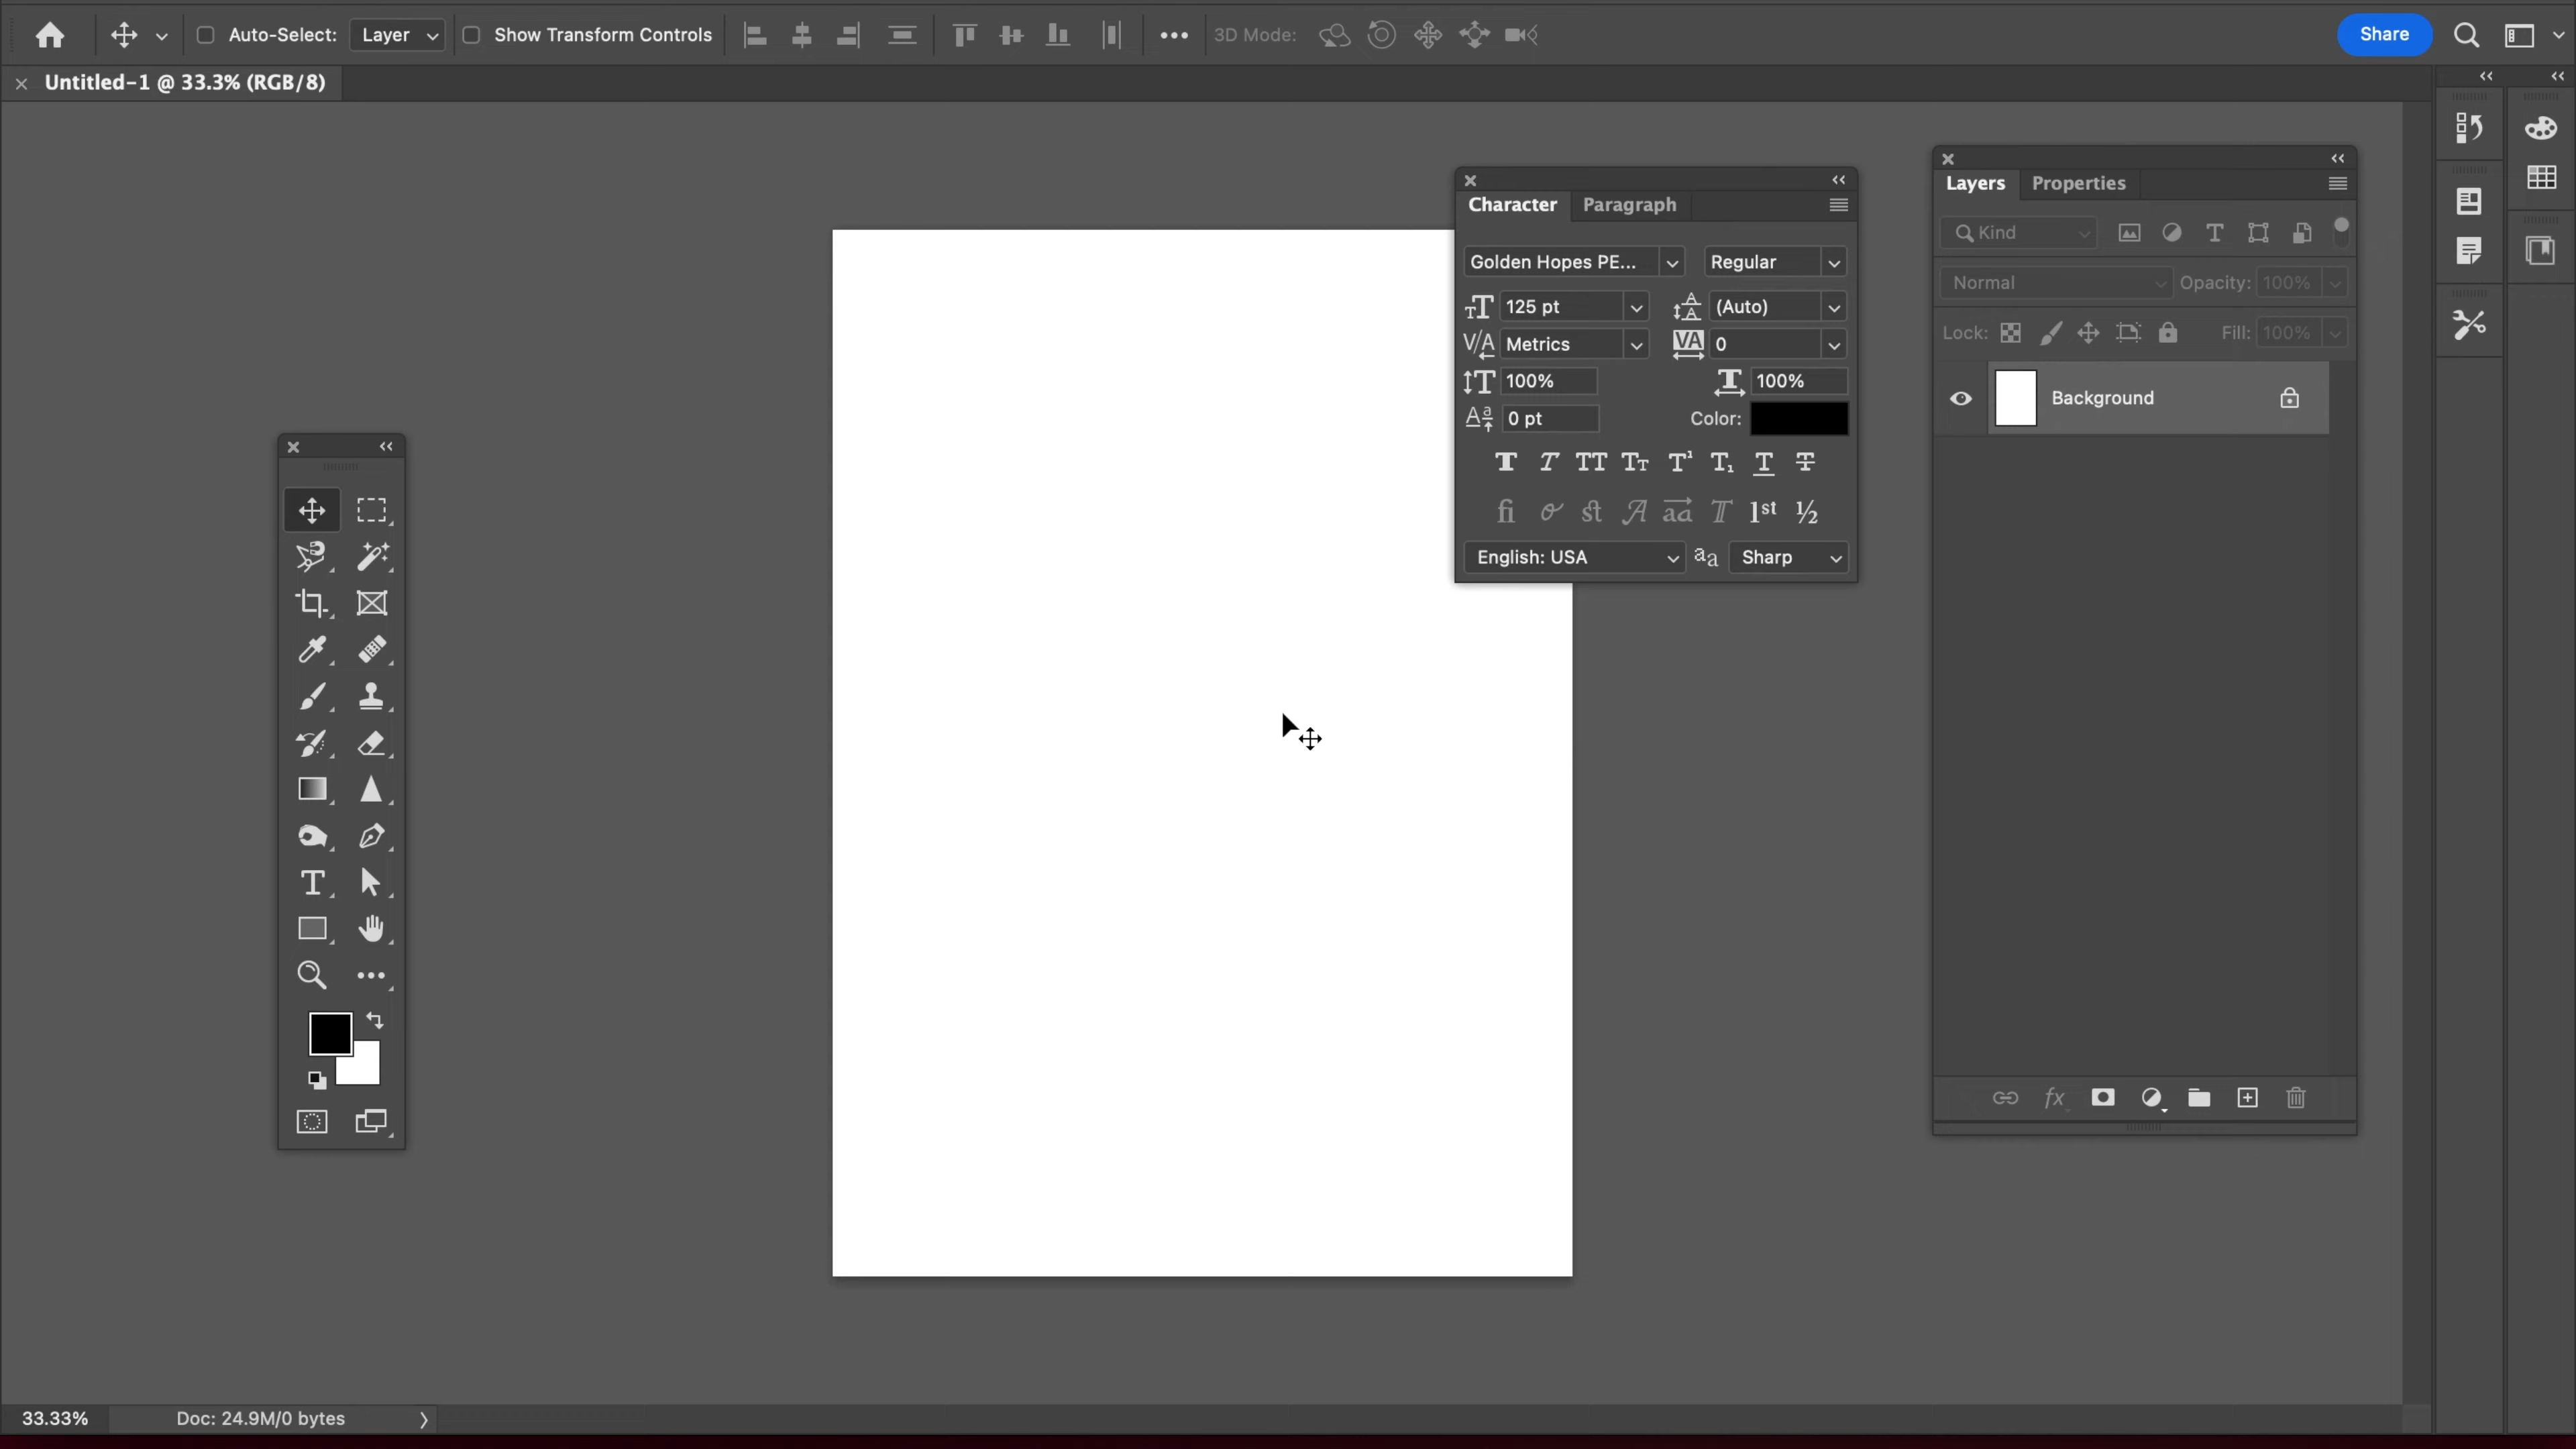 Auto-Select: Layer Show Transform Controls 3D Mode: Share
Untitled-1 @ 33.3% (RGB/8)
Character Paragraph
Golden Hopes PE... Regular
125 pt (Auto)
Metrics 0
100% 100%
0 pt Color:
English: USA Sharp
Layers Properties
Kind
Normal Opacity: 100%
Lock: Fill: 100%
Background
33.33% Doc: 24.9M/0 bytes